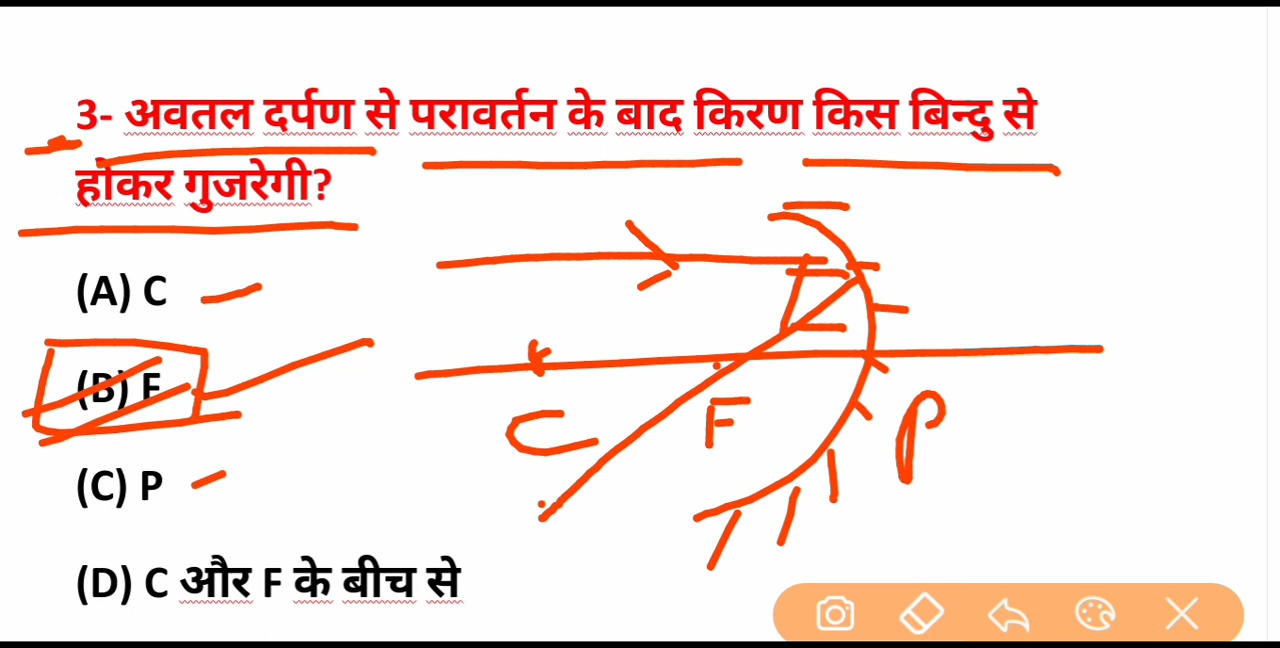 3- अवतल दर्पण से परावर्तन के बाद किरण किस बिन्दु से
होकर गुजरेगी?
(A) C
(B) F
(C) P
(D) C और F के बीच से
C
F
P